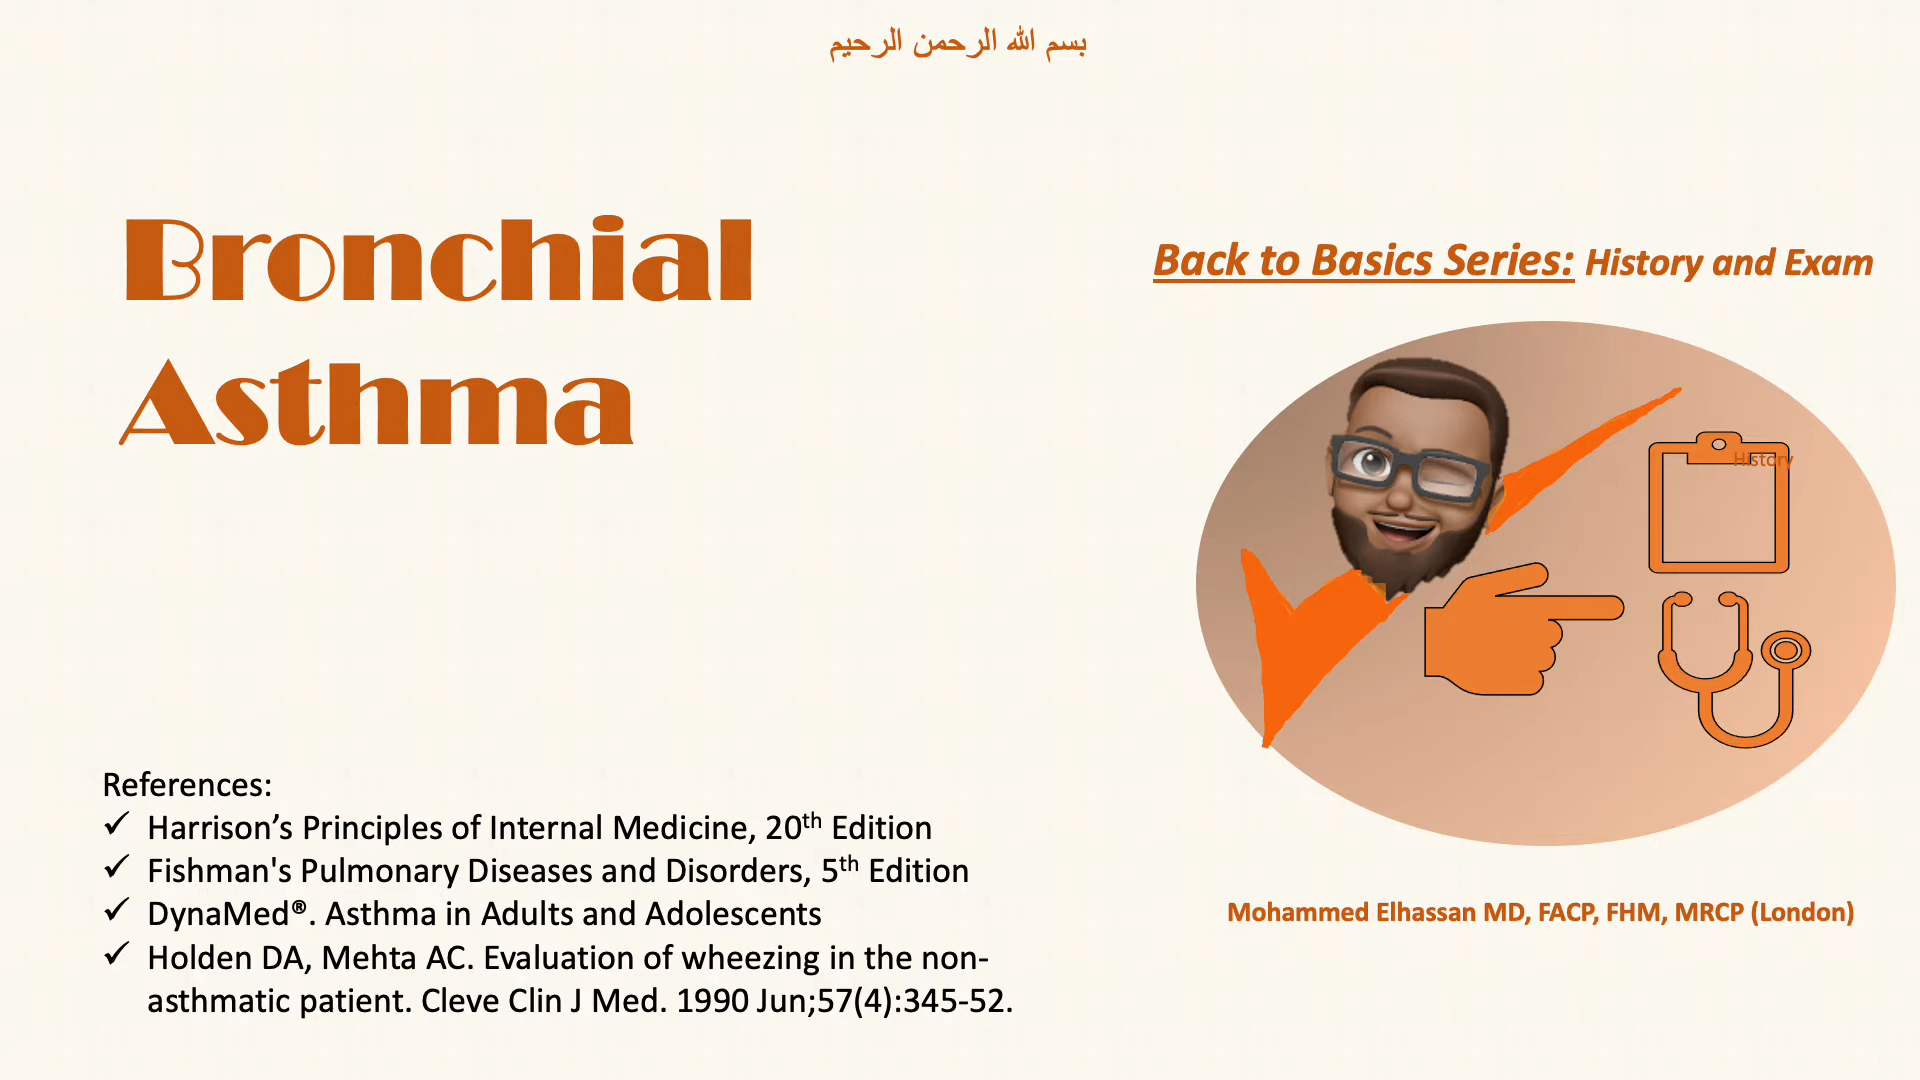 بسم الله الرحمن الرحيم
Bronchial
Asthma
Back to Basics Series: History and Exam
History
References:
✓ Harrison’s Principles of Internal Medicine, 20th Edition
✓ Fishman's Pulmonary Diseases and Disorders, 5th Edition
✓ DynaMed®. Asthma in Adults and Adolescents
✓ Holden DA, Mehta AC. Evaluation of wheezing in the non-
asthmatic patient. Cleve Clin J Med. 1990 Jun;57(4):345-52.
Mohammed Elhassan MD, FACP, FHM, MRCP (London)